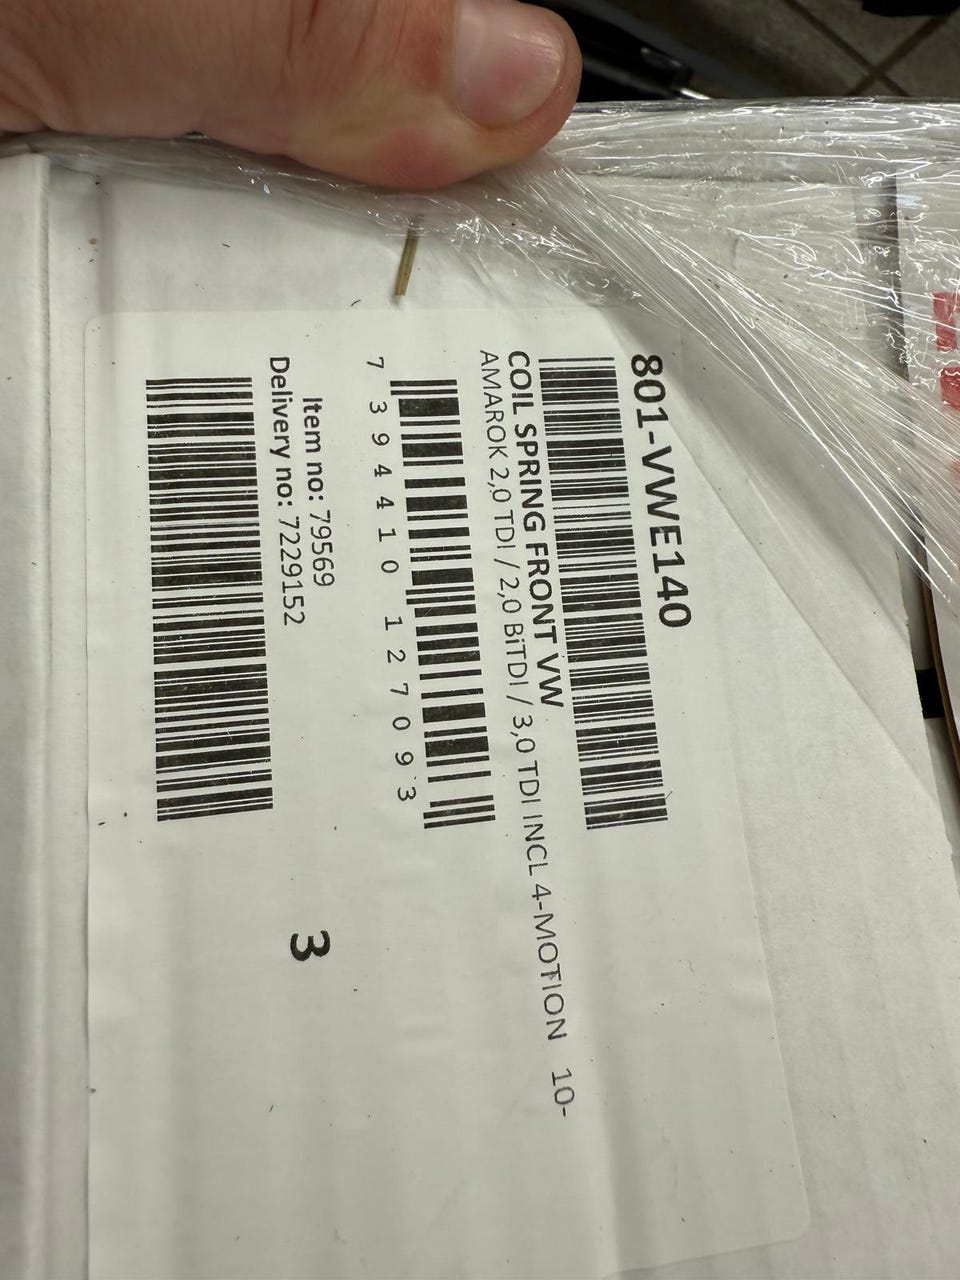 801-VWE140
COIL SPRING FRONT VW
AMAROK 2,0 TDI / 2,0 BiTDI / 3,0 TDI INCL 4-MOTION 10-
7 394410 127093
Item no: 79569
Delivery no: 7229152
3